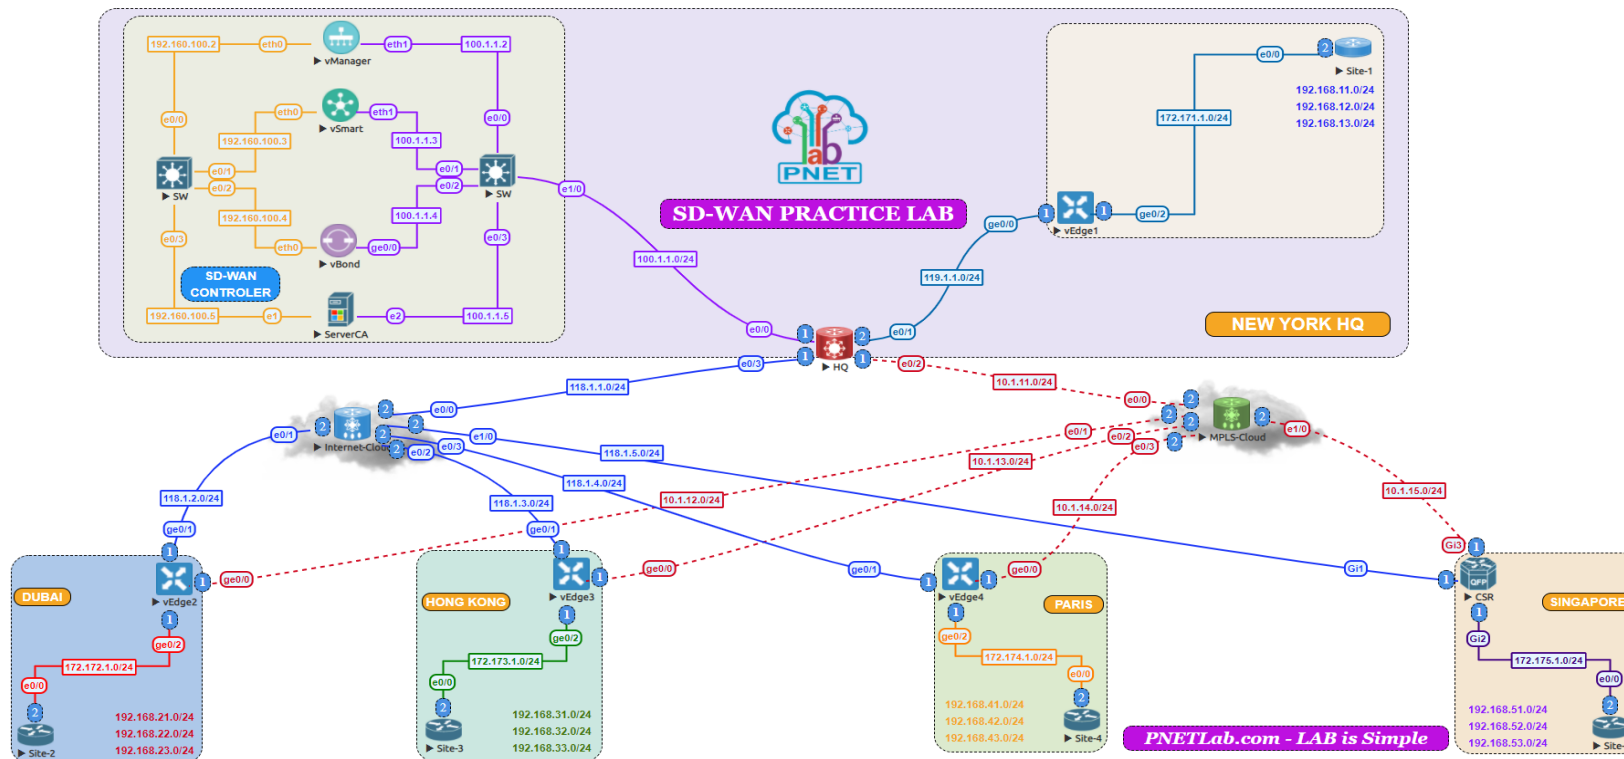 192.160.100.2
eth0
vManager
eth1
100.1.1.2
e0/0
eth0
vSmart
eth1
e0/0
192.160.100.3
100.1.1.3
SW
e0/1
e0/2
e0/1
e0/2
SW
e1/0
192.160.100.4
100.1.1.4
e0/3
eth0
vBond
ge0/0
e0/3
SD-WAN
CONTROLER
192.160.100.5
e1
ServerCA
e2
100.1.1.5
lab
PNET
SD-WAN PRACTICE LAB
e0/0
2
Site-1
192.168.11.0/24
192.168.12.0/24
192.168.13.0/24
172.171.1.0/24
1
vEdge1
1
ge0/2
ge0/0
100.1.1.0/24
119.1.1.0/24
NEW YORK HQ
e0/0
1
2
e0/1
e0/3
1
HQ
1
e0/2
118.1.1.0/24
10.1.11.0/24
e0/0
2
2
e0/0
2
2
e0/1
2
Internet-Clou
2
2
e0/2
e0/3
e1/0
118.1.5.0/24
e0/1
e0/2
e0/3
2
2
MPLS-Cloud
2
e1/0
118.1.2.0/24
118.1.3.0/24
118.1.4.0/24
10.1.12.0/24
10.1.13.0/24
10.1.14.0/24
10.1.15.0/24
ge0/1
1
DUBAI
vEdge2
1
ge0/0
1
ge0/2
172.172.1.0/24
e0/0
2
Site-2
192.168.21.0/24
192.168.22.0/24
192.168.23.0/24
ge0/1
1
HONG KONG
vEdge3
1
ge0/0
1
ge0/2
172.173.1.0/24
e0/0
2
Site-3
192.168.31.0/24
192.168.32.0/24
192.168.33.0/24
ge0/1
1
vEdge4
1
ge0/0
PARIS
1
ge0/2
172.174.1.0/24
e0/0
2
Site-4
192.168.41.0/24
192.168.42.0/24
192.168.43.0/24
Gi3
1
Gi1
1
QFP
CSR
SINGAPORE
1
Gi2
172.175.1.0/24
e0/0
2
Site-
192.168.51.0/24
192.168.52.0/24
192.168.53.0/24
PNETLab.com - LAB is Simple